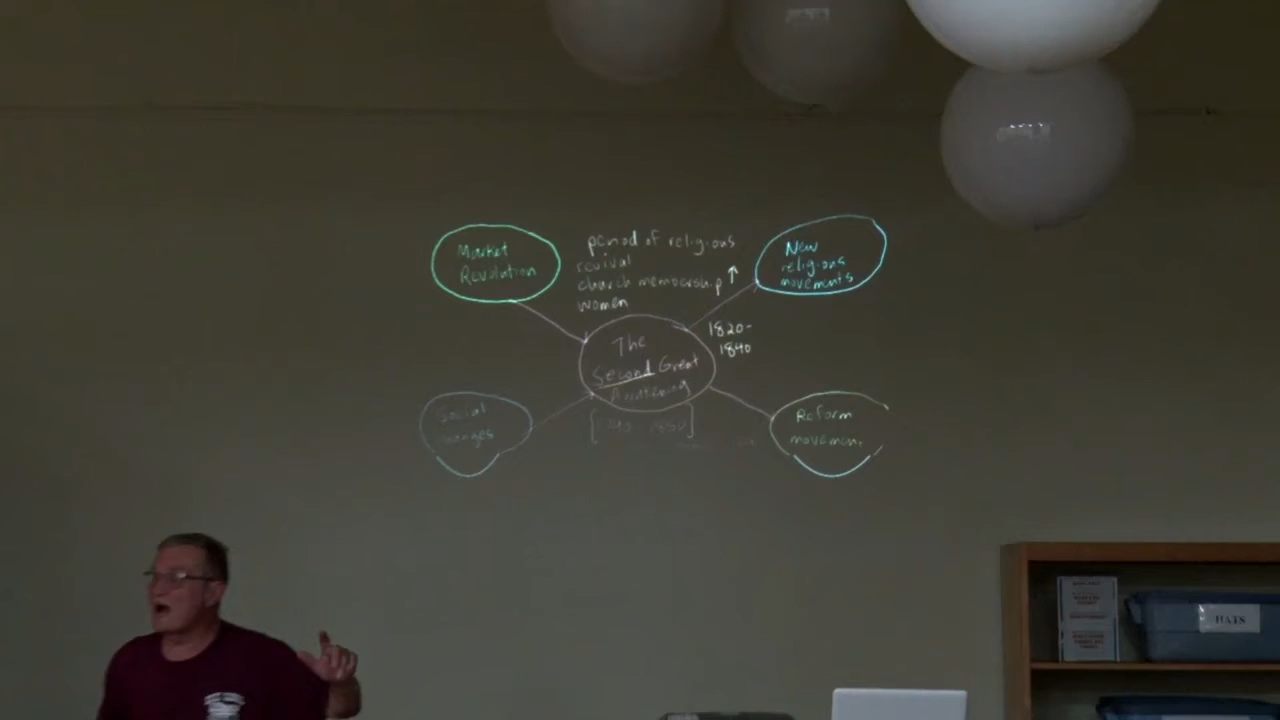 Market
Revolution
period of religious
revival
church membership ↑
women
New
religious
movements
1820-
1840
The
Second Great
Awakening
Social
changes
Reform
HATS